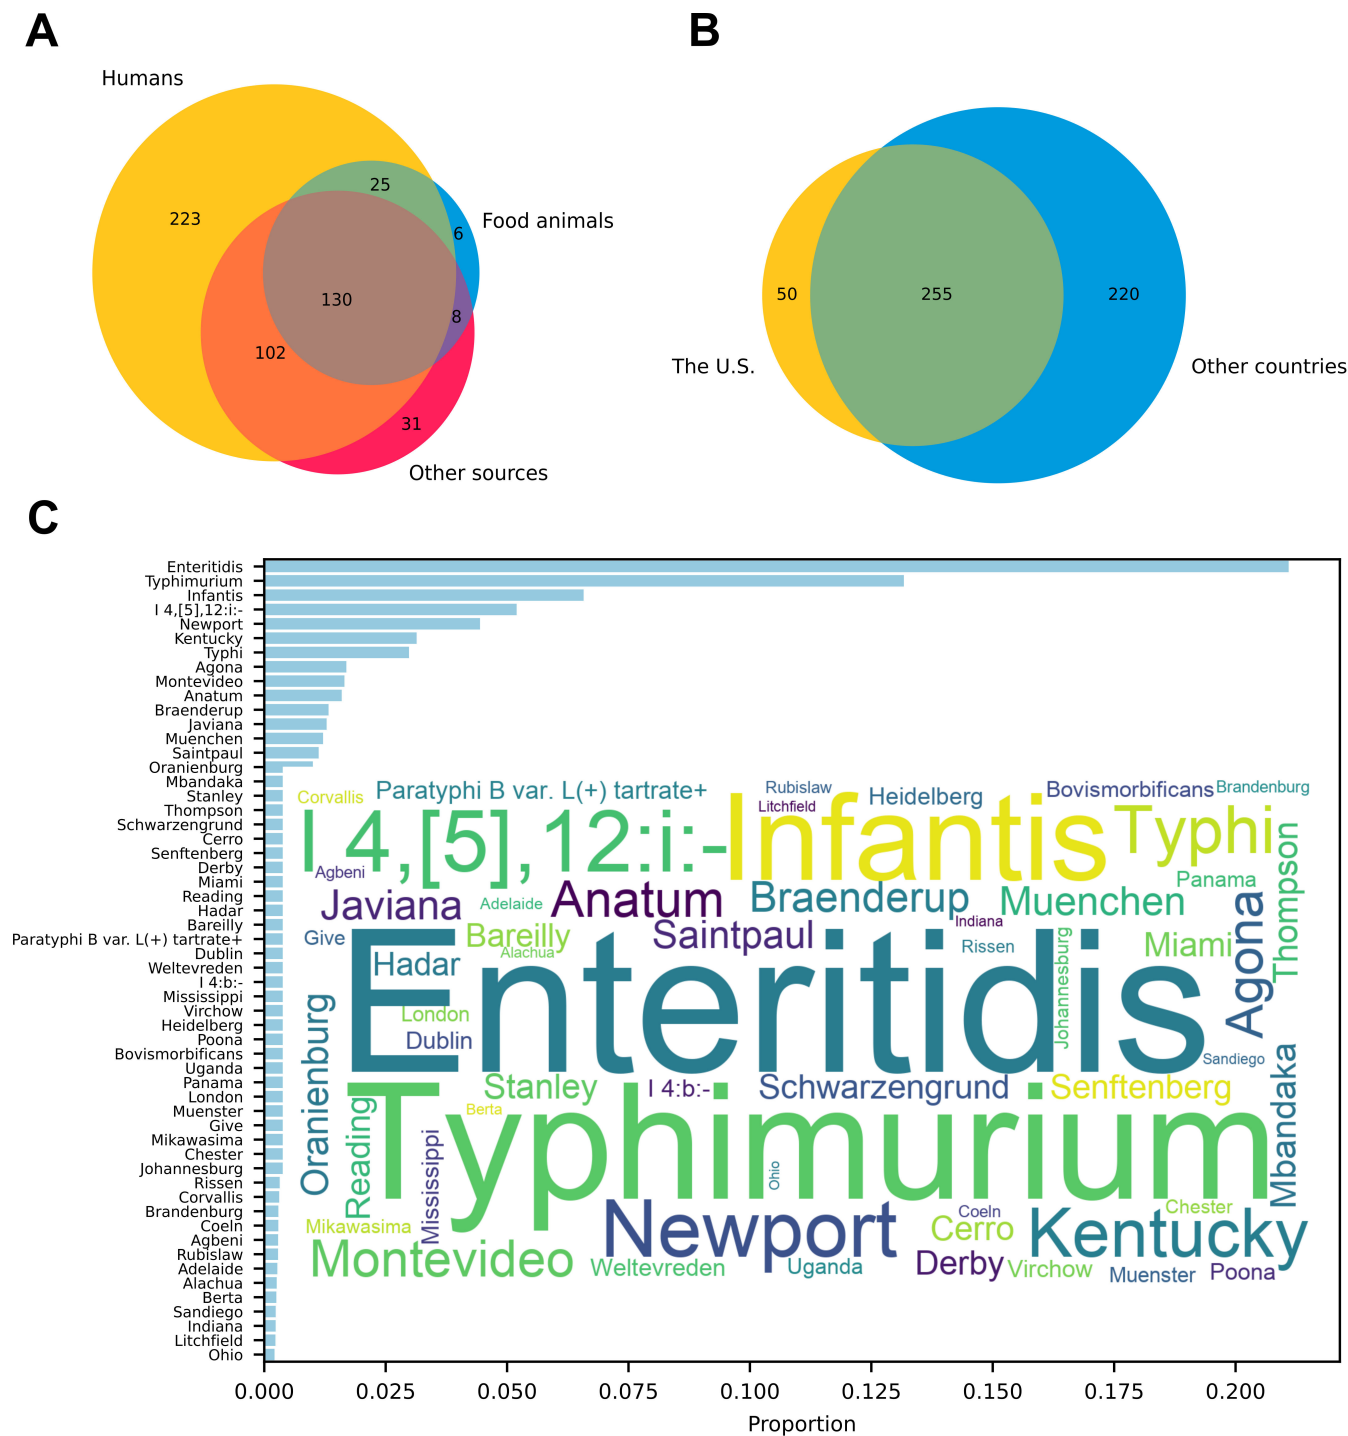 A
B
Humans
25
223
Food animals
6
130
8
102
31
Other sources
50
255
220
The U.S.
Other countries
C
Enteritidis
Typhimurium
Infantis
I 4,[5],12:i:-
Newport
Kentucky
Typhi
Agona
Montevideo
Anatum
Braenderup
Javiana
Muenchen
Saintpaul
Oranienburg
Mbandaka
Stanley
Thompson
Schwarzengrund
Cerro
Senftenberg
Derby
Miami
Reading
Hadar
Bareilly
Paratyphi B var. L(+) tartrate+
Dublin
Weltevreden
I 4:b:-
Mississippi
Virchow
Heidelberg
Poona
Bovismorbificans
Uganda
Panama
London
Muenster
Give
Mikawasima
Chester
Johannesburg
Rissen
Corvallis
Brandenburg
Coeln
Agbeni
Rubislaw
Adelaide
Alachua
Berta
Sandiego
Indiana
Litchfield
Ohio
Corvallis
Paratyphi B var. L(+) tartrate+
Rubislaw
Litchfield
Heidelberg
Bovismorbificans
Brandenburg
I 4,[5],12:i:-
Infantis
Typhi
Thompson
Agbeni
Panama
Javiana
Adelaide
Anatum
Braenderup
Muenchen
Agona
Indiana
Give
Bareilly
Alachua
Saintpaul
Rissen
Johannesburg
Miami
Hadar
Enteritidis
London
Dublin
Oranienburg
Sandiego
Stanley
I 4:b:-
Schwarzengrund
Senftenberg
Mbandaka
Reading
Berta
Typhimurium
Mississippi
Ohio
Mikawasima
Newport
Coeln
Cerro
Chester
Kentucky
Montevideo
Weltevreden
Uganda
Derby
Virchow
Muenster
Poona
0.000 0.025 0.050 0.075 0.100 0.125 0.150 0.175 0.200
Proportion